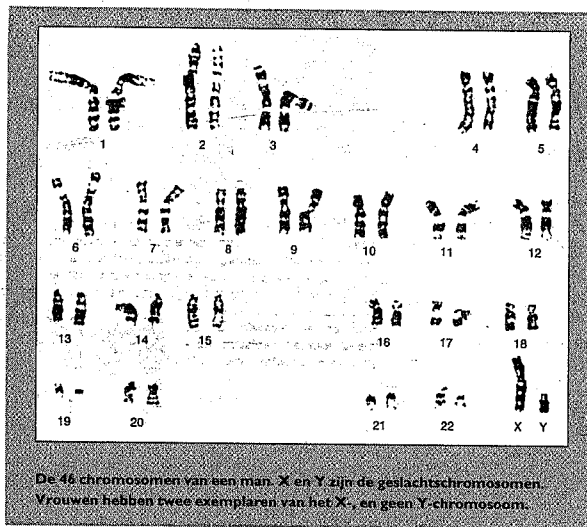 1 2 3 4 5
6 7 8 9 10 11 12
13 14 15 16 17 18
19 20 21 22 X Y
De 46 chromosomen van een man. X en Y zijn de geslachtschromosomen.
Vrouwen hebben twee exemplaren van het X-, en geen Y-chromosoom.